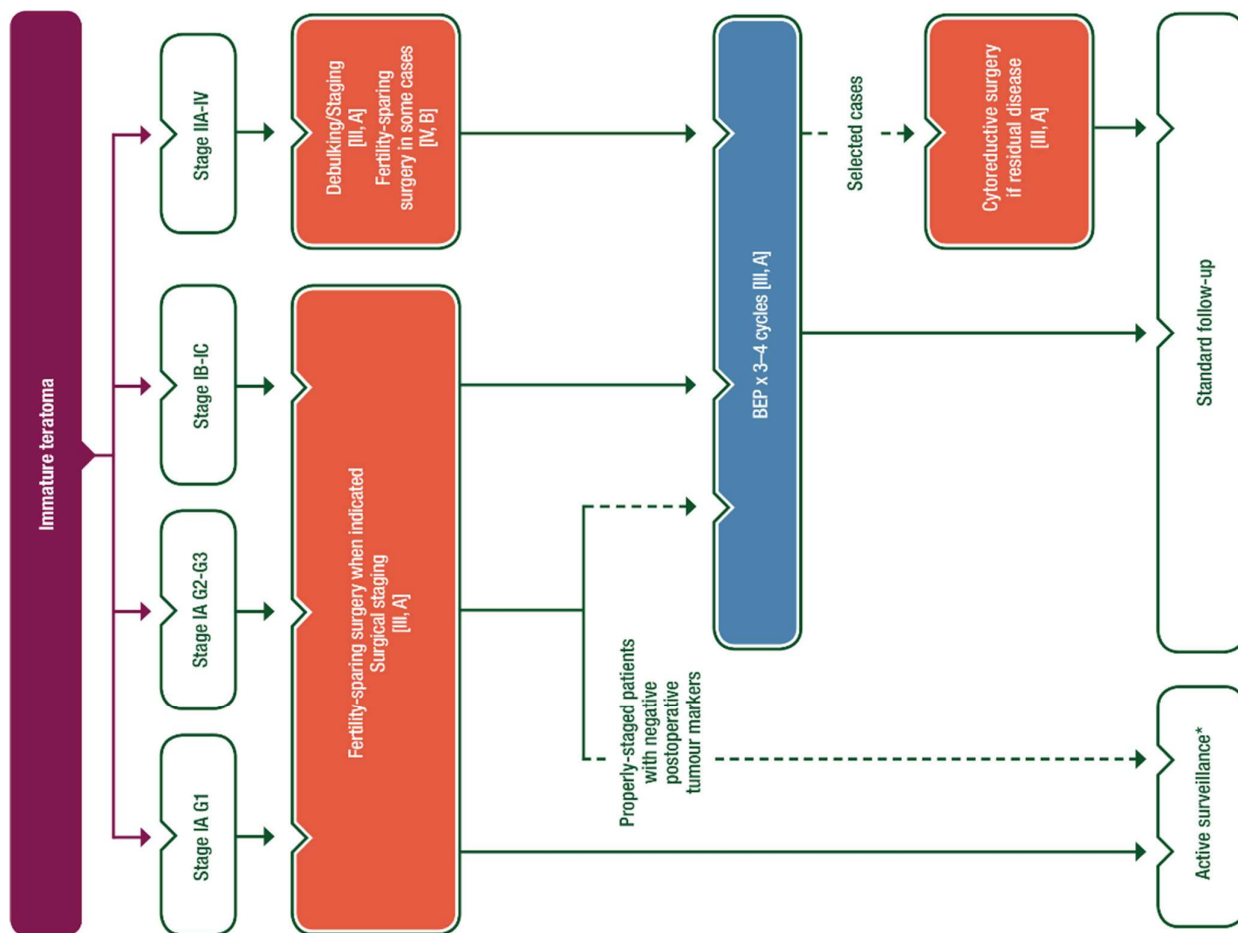 Immature teratoma
Stage IA G1
Stage IA G2-G3
Stage IB-IC
Stage IIA-IV
Fertility-sparing surgery when indicated
Surgical staging
[III, A]
Debulking/Staging
[III, A]
Fertility-sparing
surgery in some cases
[IV, B]
Properly-staged patients
with negative
postoperative
tumour markers
BEP x 3–4 cycles [III, A]
Selected cases
Cytoreductive surgery
if residual disease
[III, A]
Active surveillance*
Standard follow-up